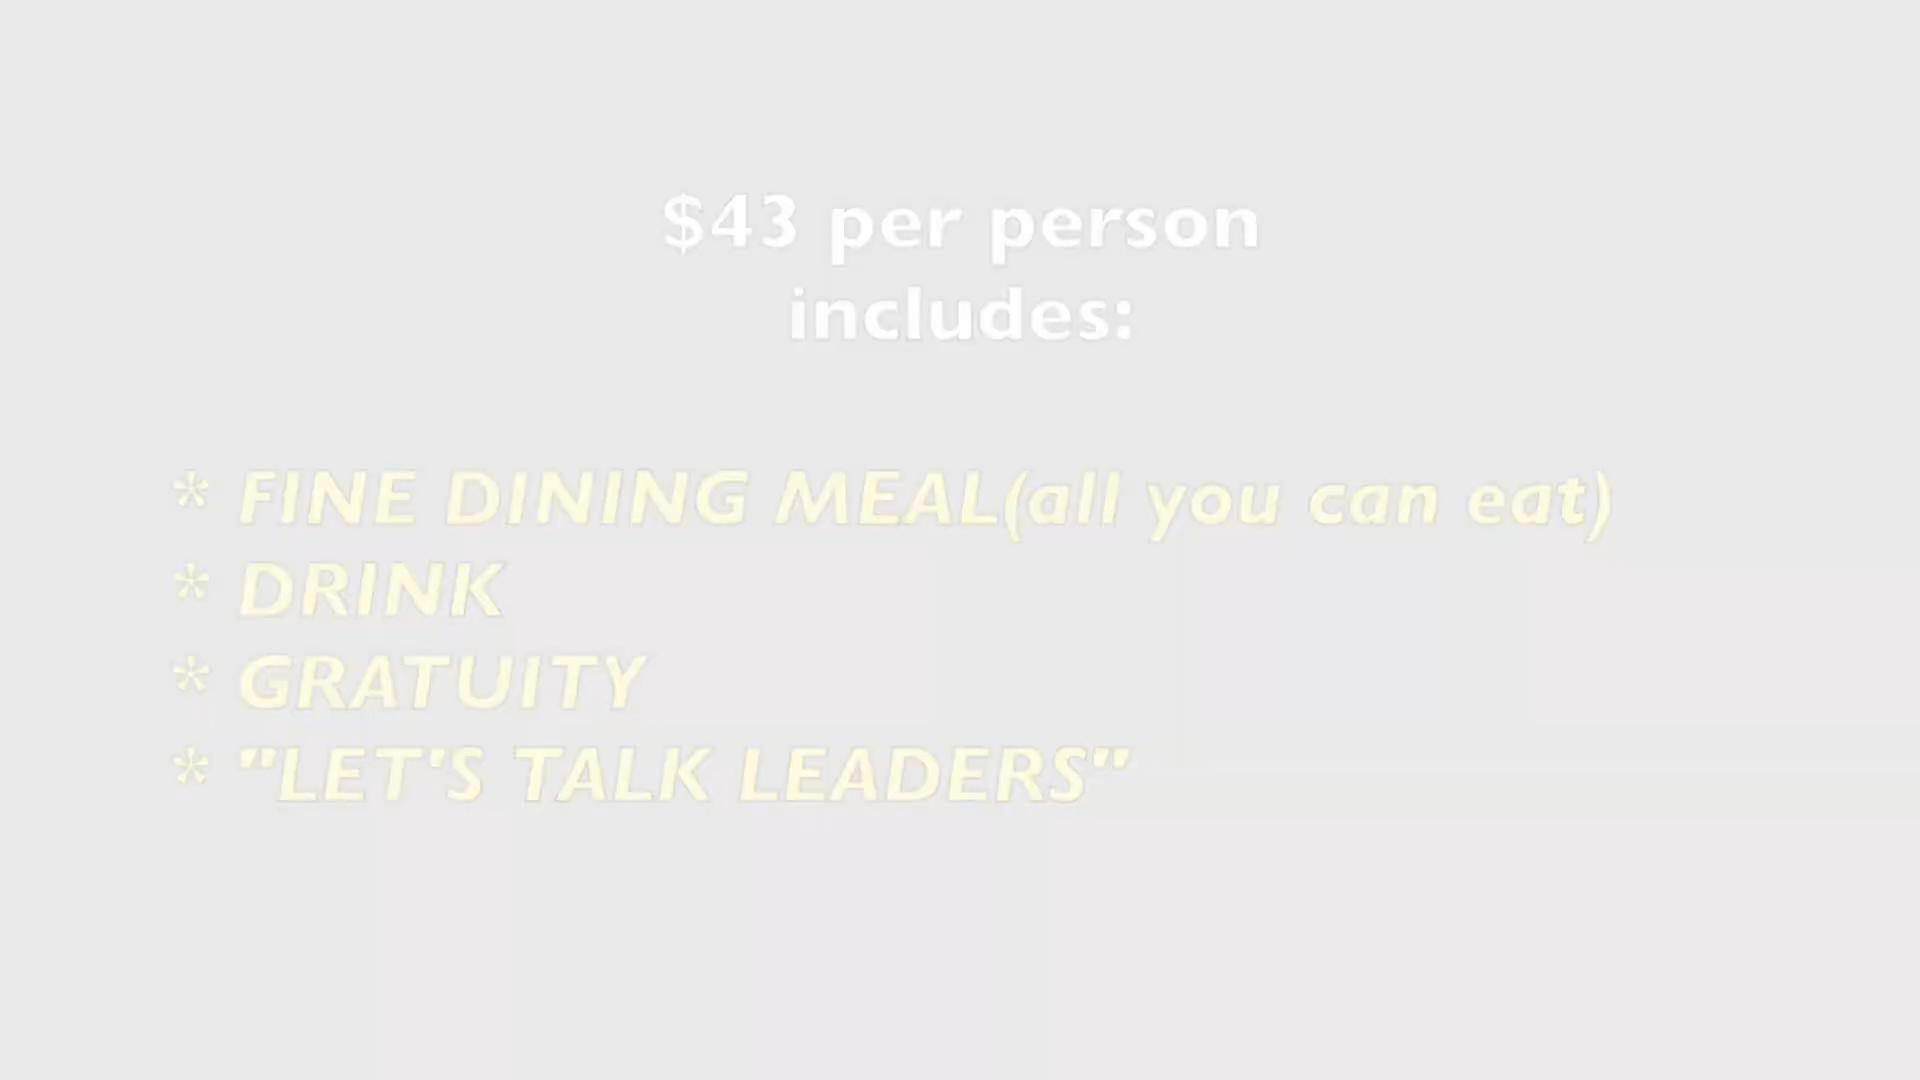 $43 per person
includes:
* FINE DINING MEAL(all you can eat)
* DRINK
* GRATUITY
* "LET'S TALK LEADERS"